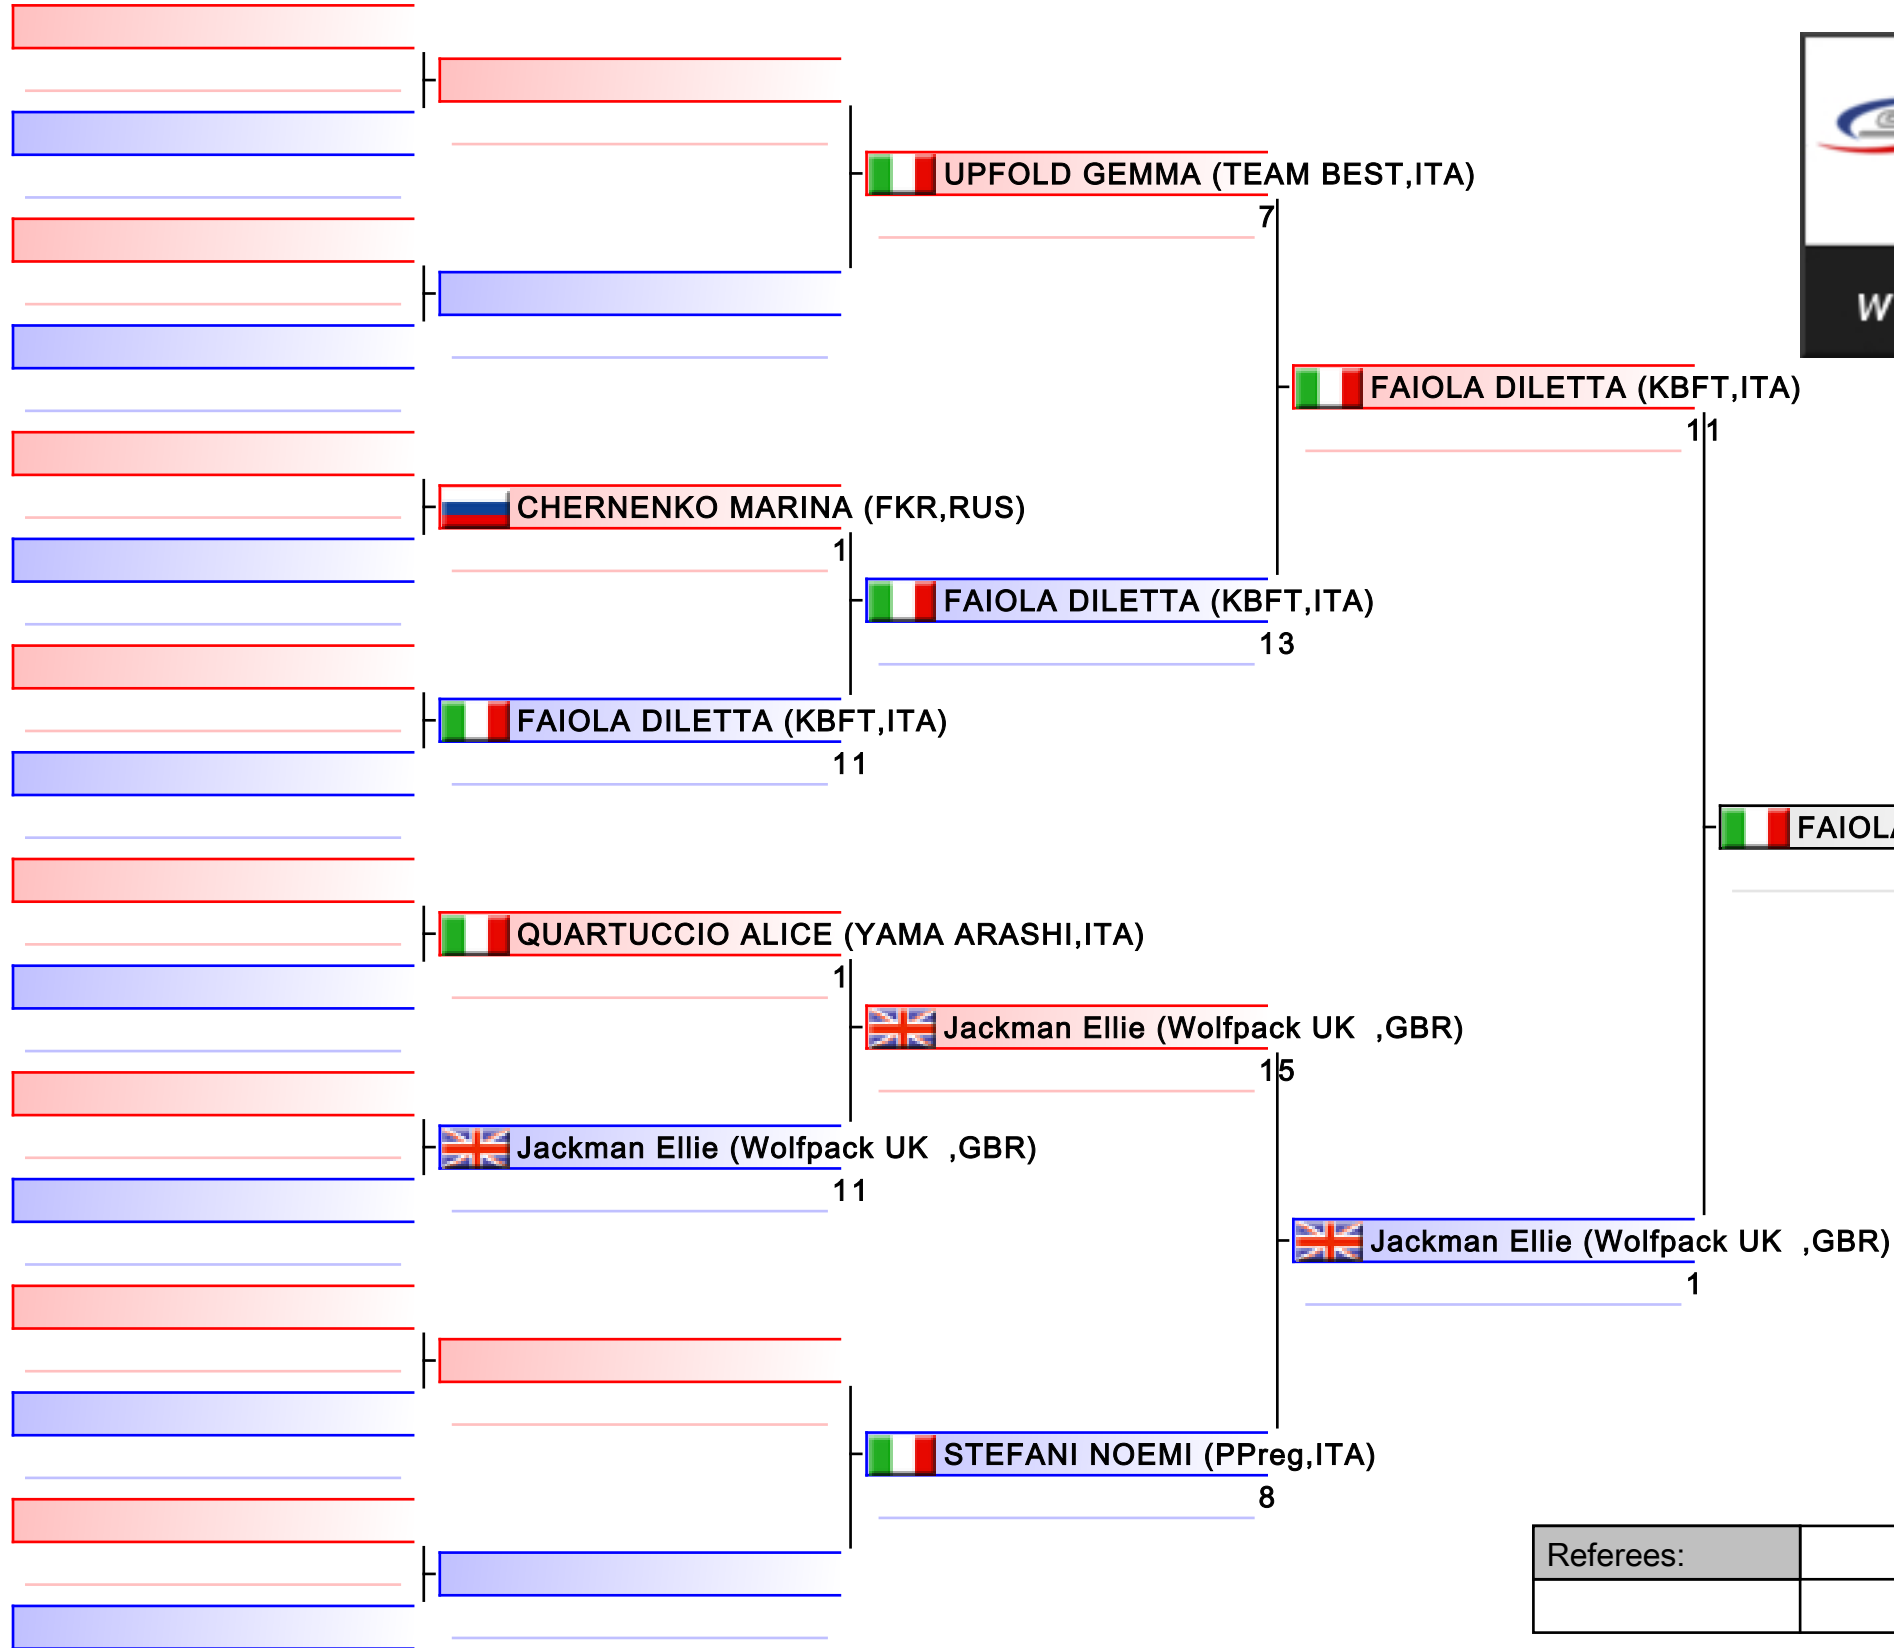 UPFOLD GEMMA (TEAM BEST,ITA)
7
W
FAIOLA DILETTA (KBFT,ITA)
11
CHERNENKO MARINA (FKR,RUS)
1
FAIOLA DILETTA (KBFT,ITA)
13
FAIOLA DILETTA (KBFT,ITA)
11
FAIOLA
QUARTUCCIO ALICE (YAMA ARASHI,ITA)
1
Jackman Ellie (Wolfpack UK ,GBR)
15
Jackman Ellie (Wolfpack UK ,GBR)
11
Jackman Ellie (Wolfpack UK ,GBR)
1
STEFANI NOEMI (PPreg,ITA)
8
Referees: